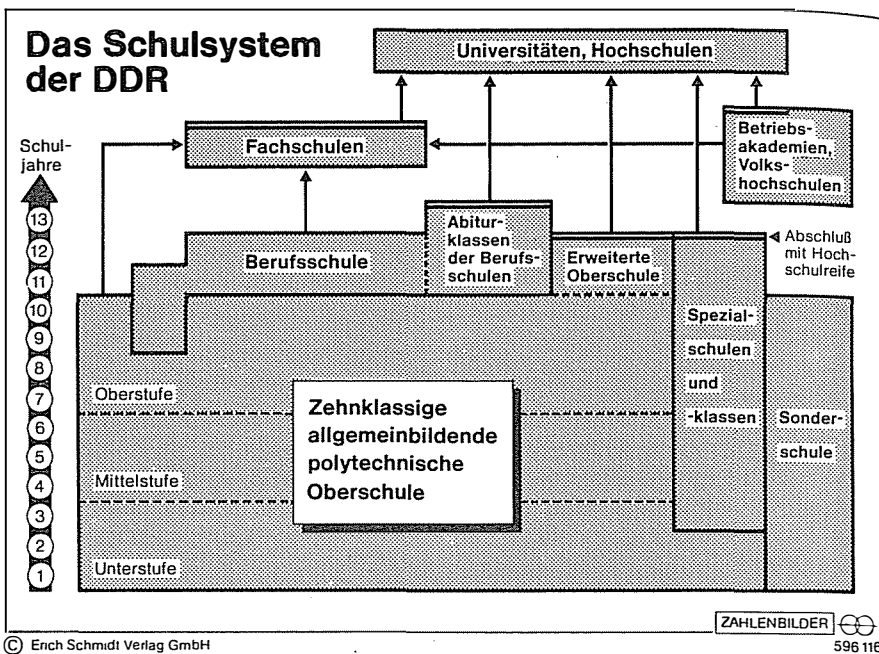 Das Schulsystem
der DDR
Universitäten, Hochschulen
Schul-
jahre
Fachschulen
Betriebs-
akademien,
Volks-
hochschulen
13
12
11
10
9
8
7
6
5
4
3
2
1
Berufsschule
Abitur-
klassen
der Berufs-
schulen
Erweiterte
Oberschule
Abschluß
mit Hoch-
schulreife
Spezial-
schulen
und
-klassen
Sonder-
schule
Oberstufe
Mittelstufe
Unterstufe
Zehnklassige
allgemeinbildende
polytechnische
Oberschule
ZAHLENBILDER
© Erich Schmidt Verlag GmbH
596 116